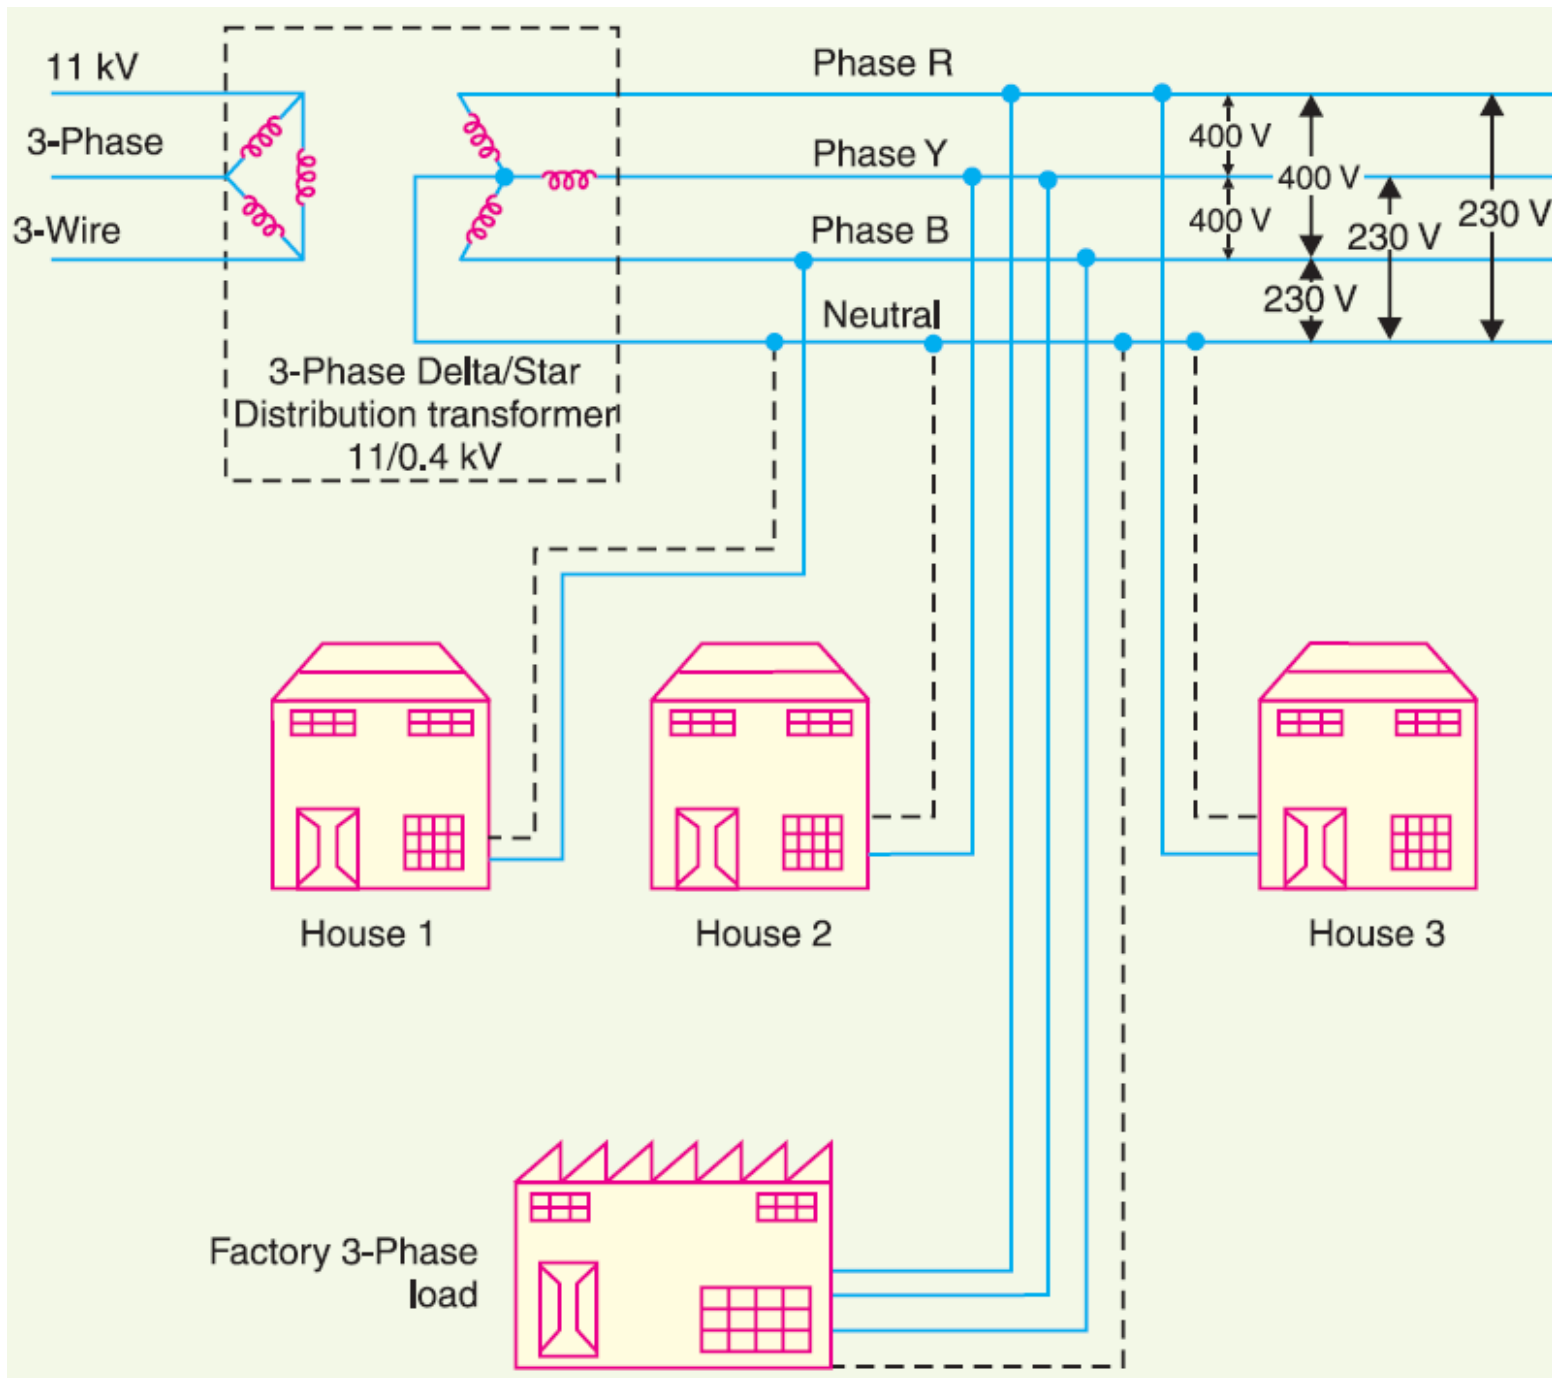 11 kV
3-Phase
3-Wire
3-Phase Delta/Star
Distribution transformer
11/0.4 kV
Phase R
Phase Y
Phase B
Neutral
400 V
400 V
400 V
230 V
230 V
230 V
House 1
House 2
House 3
Factory 3-Phase
load